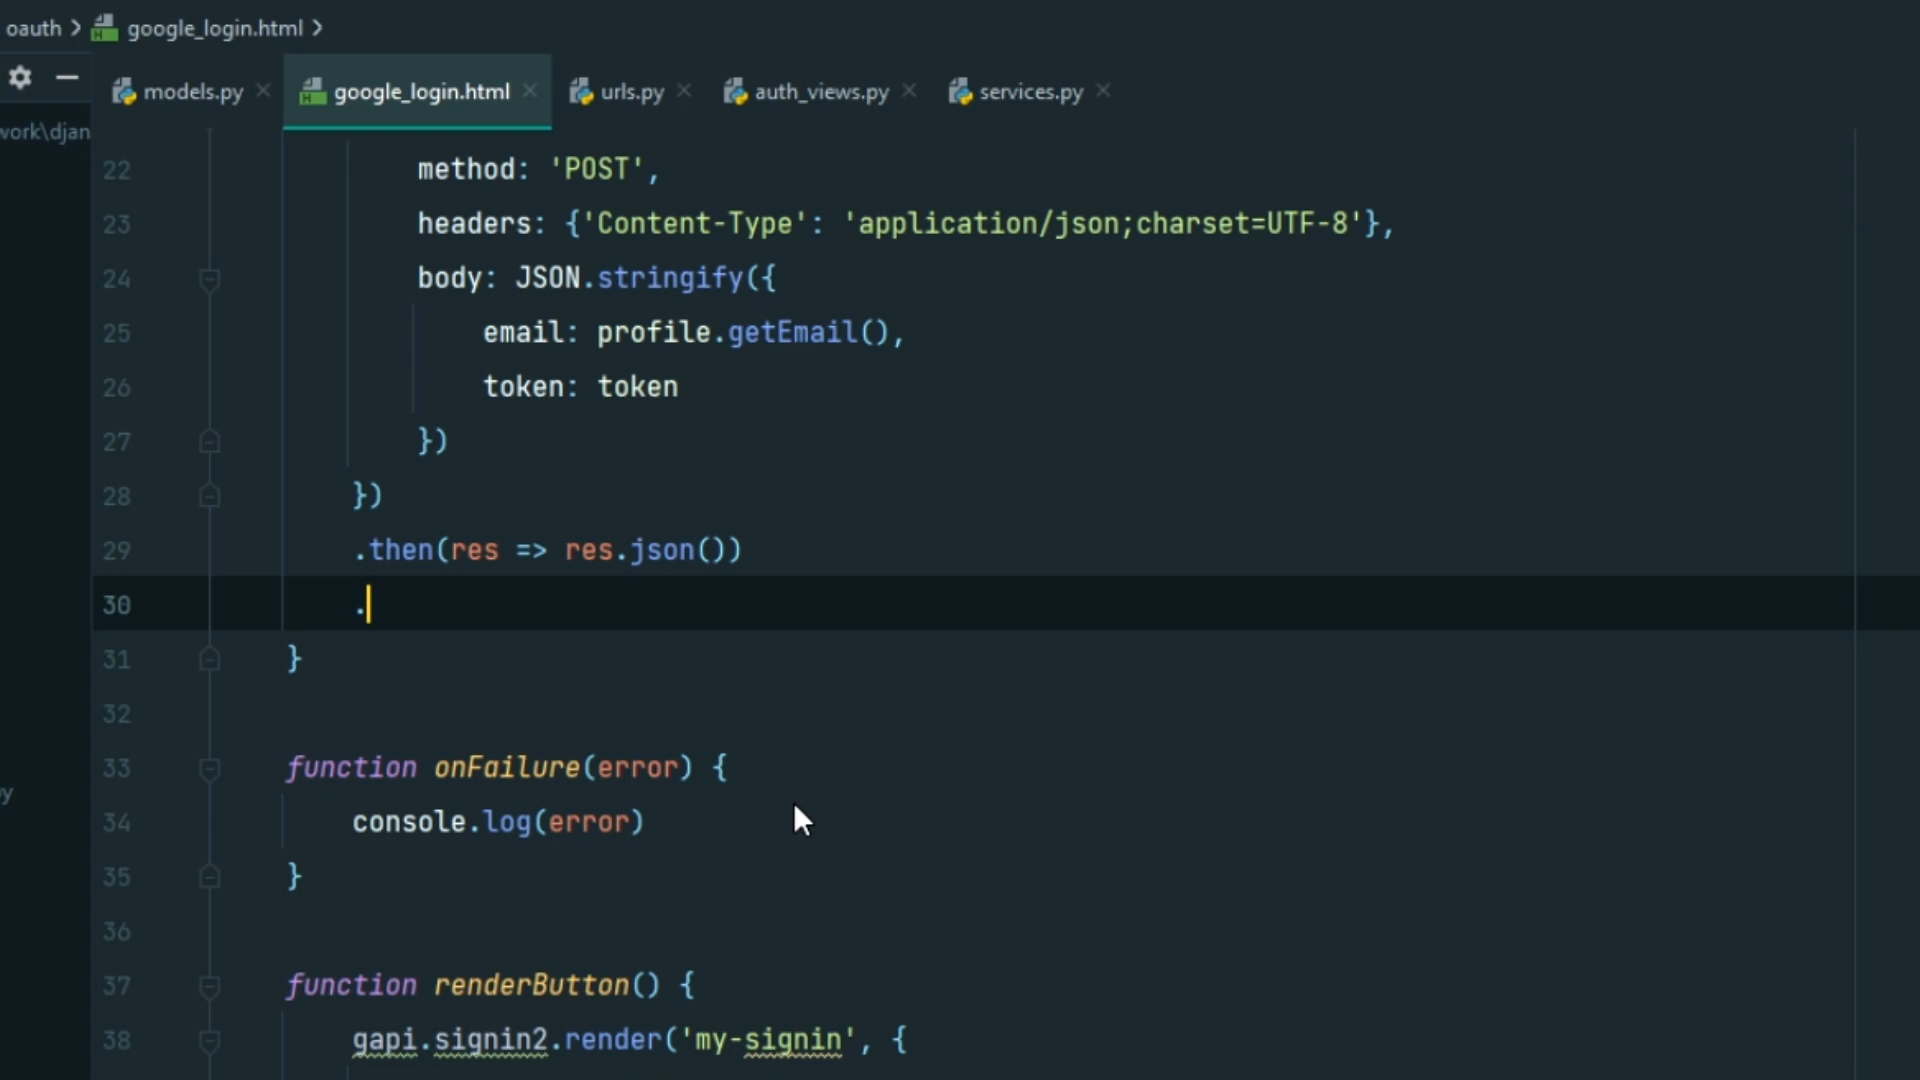 oauth > google_login.html >
models.py × google_login.html × urls.py × auth_views.py × services.py ×
work\djan
22 method: 'POST',
23 headers: {'Content-Type': 'application/json;charset=UTF-8'},
24 body: JSON.stringify({
25 email: profile.getEmail(),
26 token: token
27 })
28 })
29 .then(res => res.json())
30 .
31 }
32
33 function onFailure(error) {
34 console.log(error)
35 }
36
37 function renderButton() {
38 gapi.signin2.render('my-signin', {